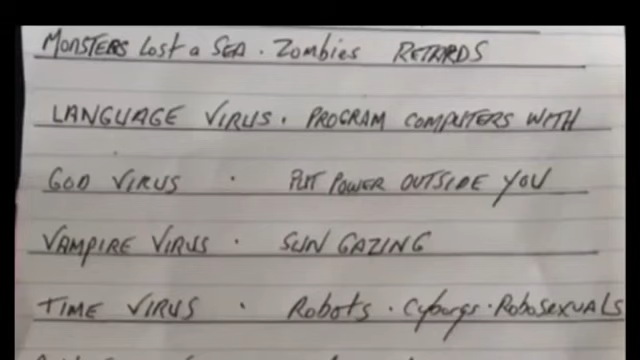 Monsters Lost a Sea . Zombies RETARDS
LANGUAGE VIRUS . PROGRAM COMPUTERS WITH
GOD VIRUS . PUT POWER OUTSIDE YOU
VAMPIRE VIRUS . SUN GAZING
TIME VIRUS . Robots . Cyborgs . Robosexuals